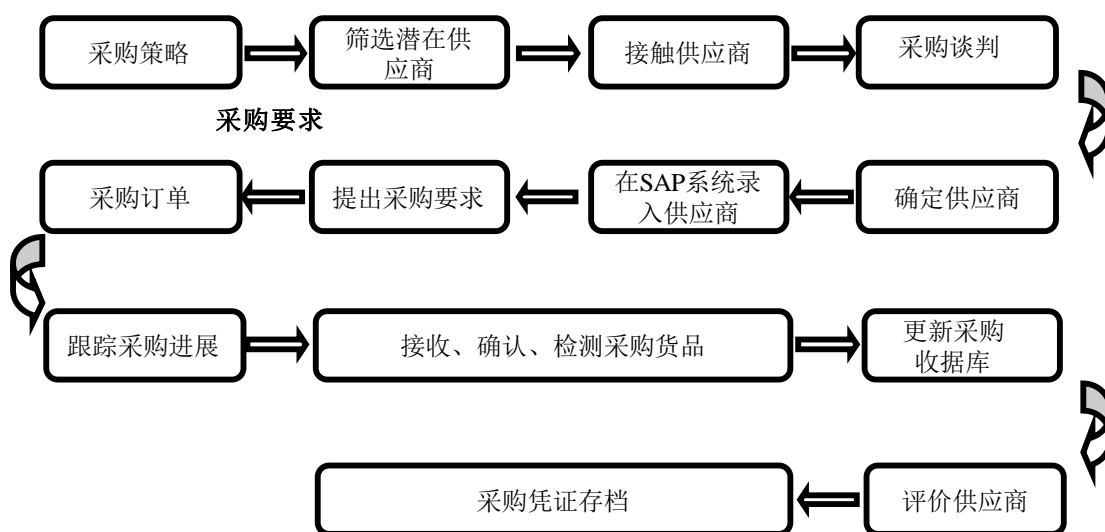 采购策略
筛选潜在供
应商
接触供应商
采购谈判
采购要求
采购订单
提出采购要求
在SAP系统录
入供应商
确定供应商
跟踪采购进展
接收、确认、检测采购货品
更新采购
收据库
采购凭证存档
评价供应商